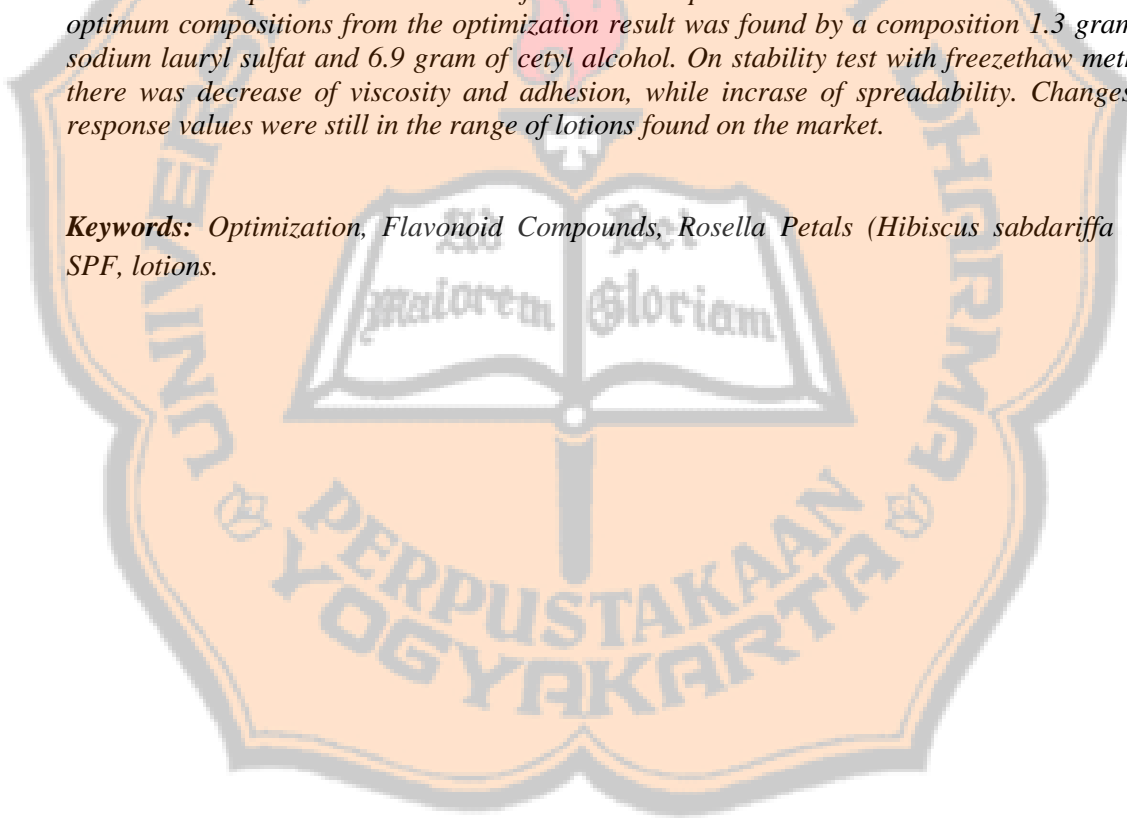 optimum compositions from the optimization result was found by a composition 1.3 gram
sodium lauryl sulfat and 6.9 gram of cetyl alcohol. On stability test with freezethaw
there was decrease of viscosity and adhesion, while incrase of spreadability. Changes
response values were still in the range of lotions found on the market.
Keywords: Optimization, Flavonoid Compounds, Rosella Petals (Hibiscus sabdariffa
SPF, lotions.
Ad Dei
Maiorem Gloriam
PERPUSTAKAAN
YOGYAKARTA